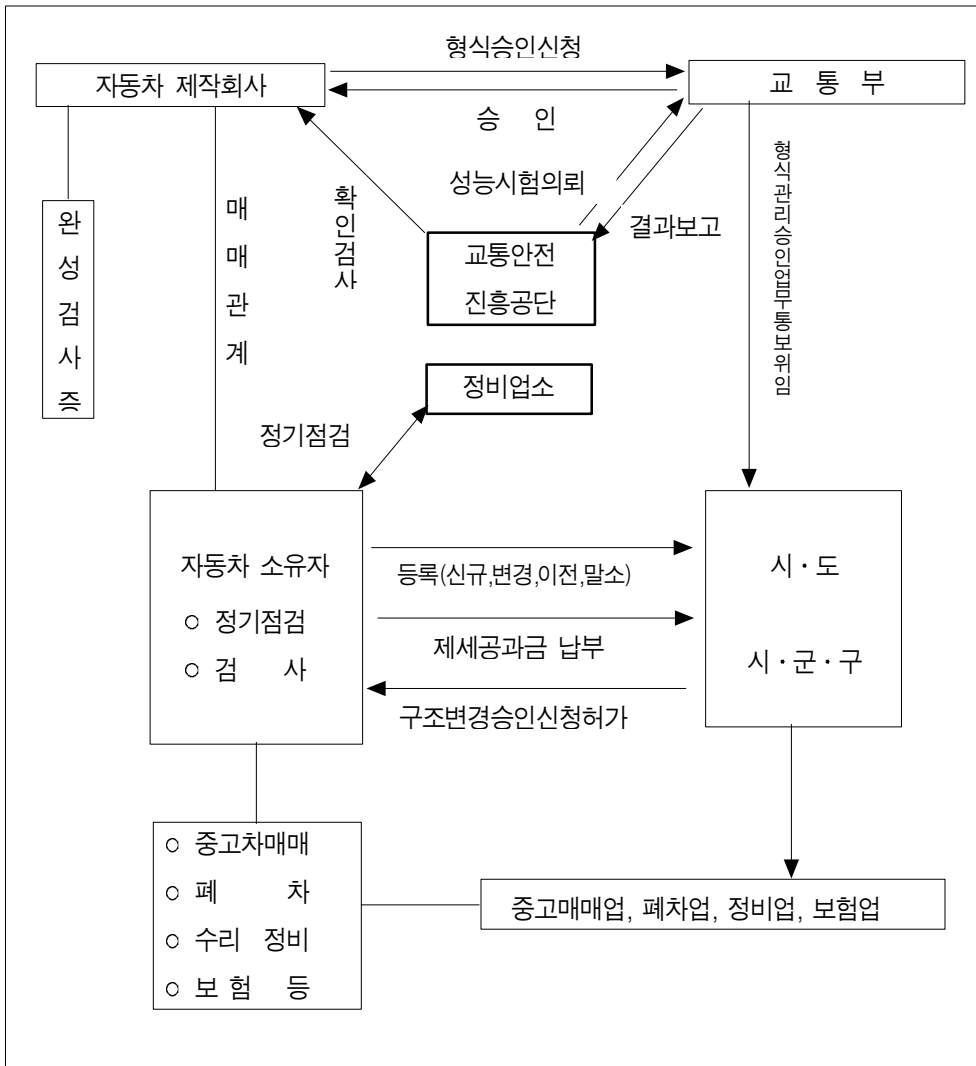 형식승인신청
자동차 제작회사
교 통 부
승 인
성능시험의뢰
결과보고
확인검사
교통안전
진흥공단
형식관리승인업무통보위임
완성검사증
매매관계
정비업소
정기점검
자동차 소유자
○ 정기점검
○ 검 사
등록(신규,변경,이전,말소)
제세공과금 납부
구조변경승인신청허가
시·도
시·군·구
○ 중고차매매
○ 폐 차
○ 수리 정비
○ 보험 등
중고매매업, 폐차업, 정비업, 보험업